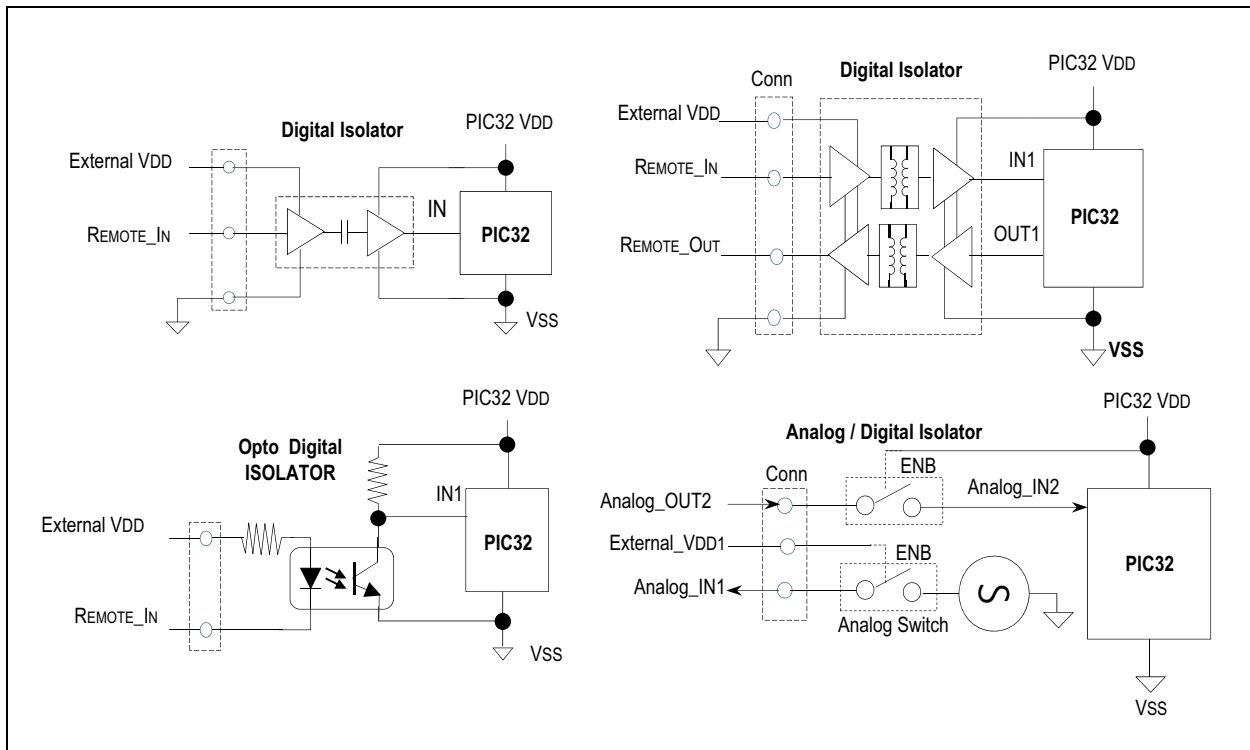 PIC32 VDD
Digital Isolator
External VDD
REMOTE_IN
IN
PIC32
VSS
PIC32 VDD
Digital Isolator
Conn
External VDD
REMOTE_IN
IN1
PIC32
REMOTE_OUT
OUT1
VSS
PIC32 VDD
Opto Digital
ISOLATOR
IN1
External VDD
PIC32
REMOTE_IN
VSS
PIC32 VDD
Analog / Digital Isolator
Conn
ENB
Analog_OUT2
Analog_IN2
External_VDD1
ENB
PIC32
Analog_IN1
Analog Switch
S
VSS